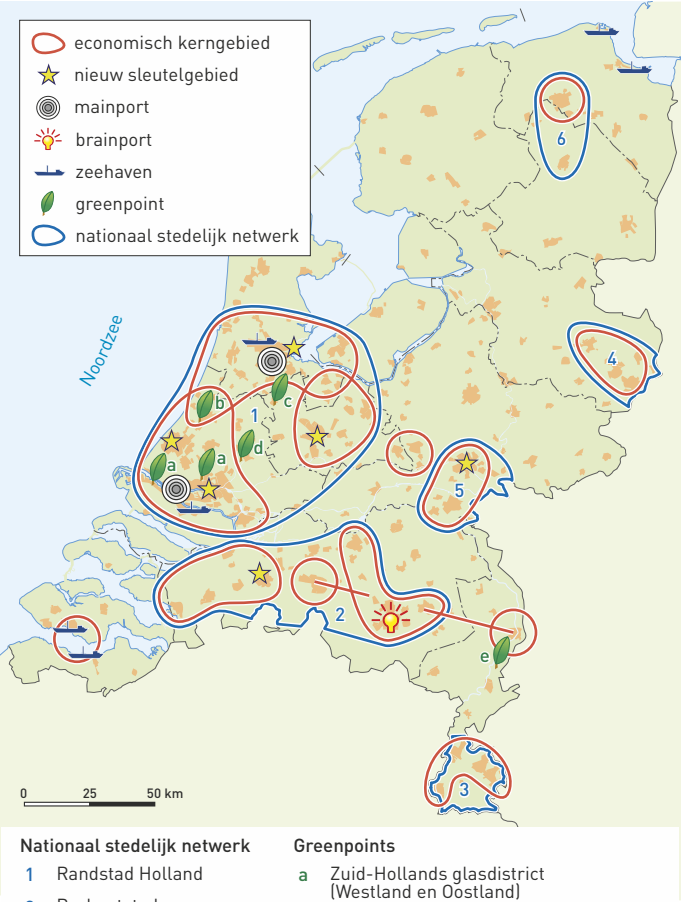 economisch kerngebied
nieuw sleutelgebied
mainport
brainport
zeehaven
greenpoint
nationaal stedelijk netwerk
6
Noordzee
4
b
c
1
d
a
a
5
2
e
3
0 25 50 km
Nationaal stedelijk netwerk
1 Randstad Holland
Greenpoints
a Zuid-Hollands glasdistrict
(Westland en Oostland)